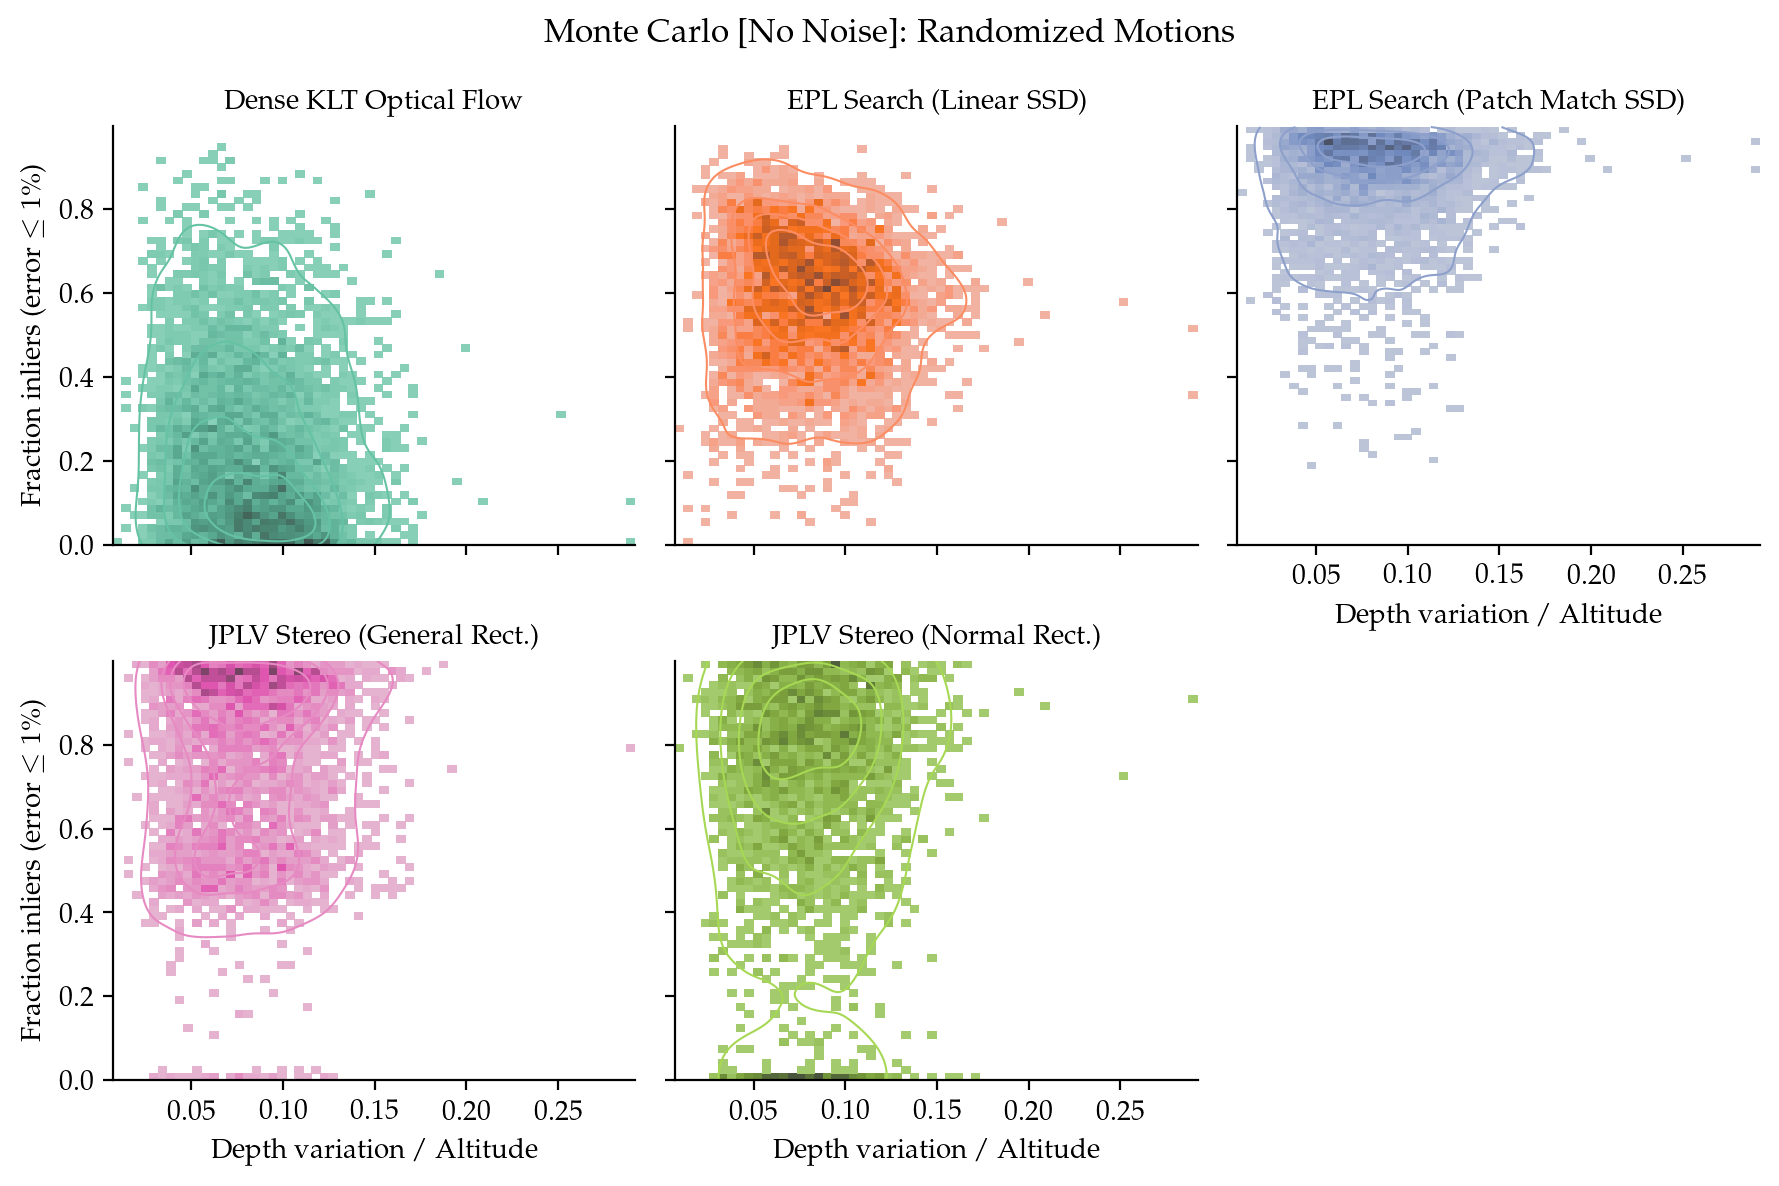 Monte Carlo [No Noise]: Randomized Motions
Dense KLT Optical Flow
EPL Search (Linear SSD)
EPL Search (Patch Match SSD)
Fraction inliers (error ≤ 1%)
0.8
0.6
0.4
0.2
0.0
0.05 0.10 0.15 0.20 0.25
Depth variation / Altitude
JPLV Stereo (General Rect.)
JPLV Stereo (Normal Rect.)
Fraction inliers (error ≤ 1%)
0.8
0.6
0.4
0.2
0.0
0.05 0.10 0.15 0.20 0.25
0.05 0.10 0.15 0.20 0.25
Depth variation / Altitude
Depth variation / Altitude